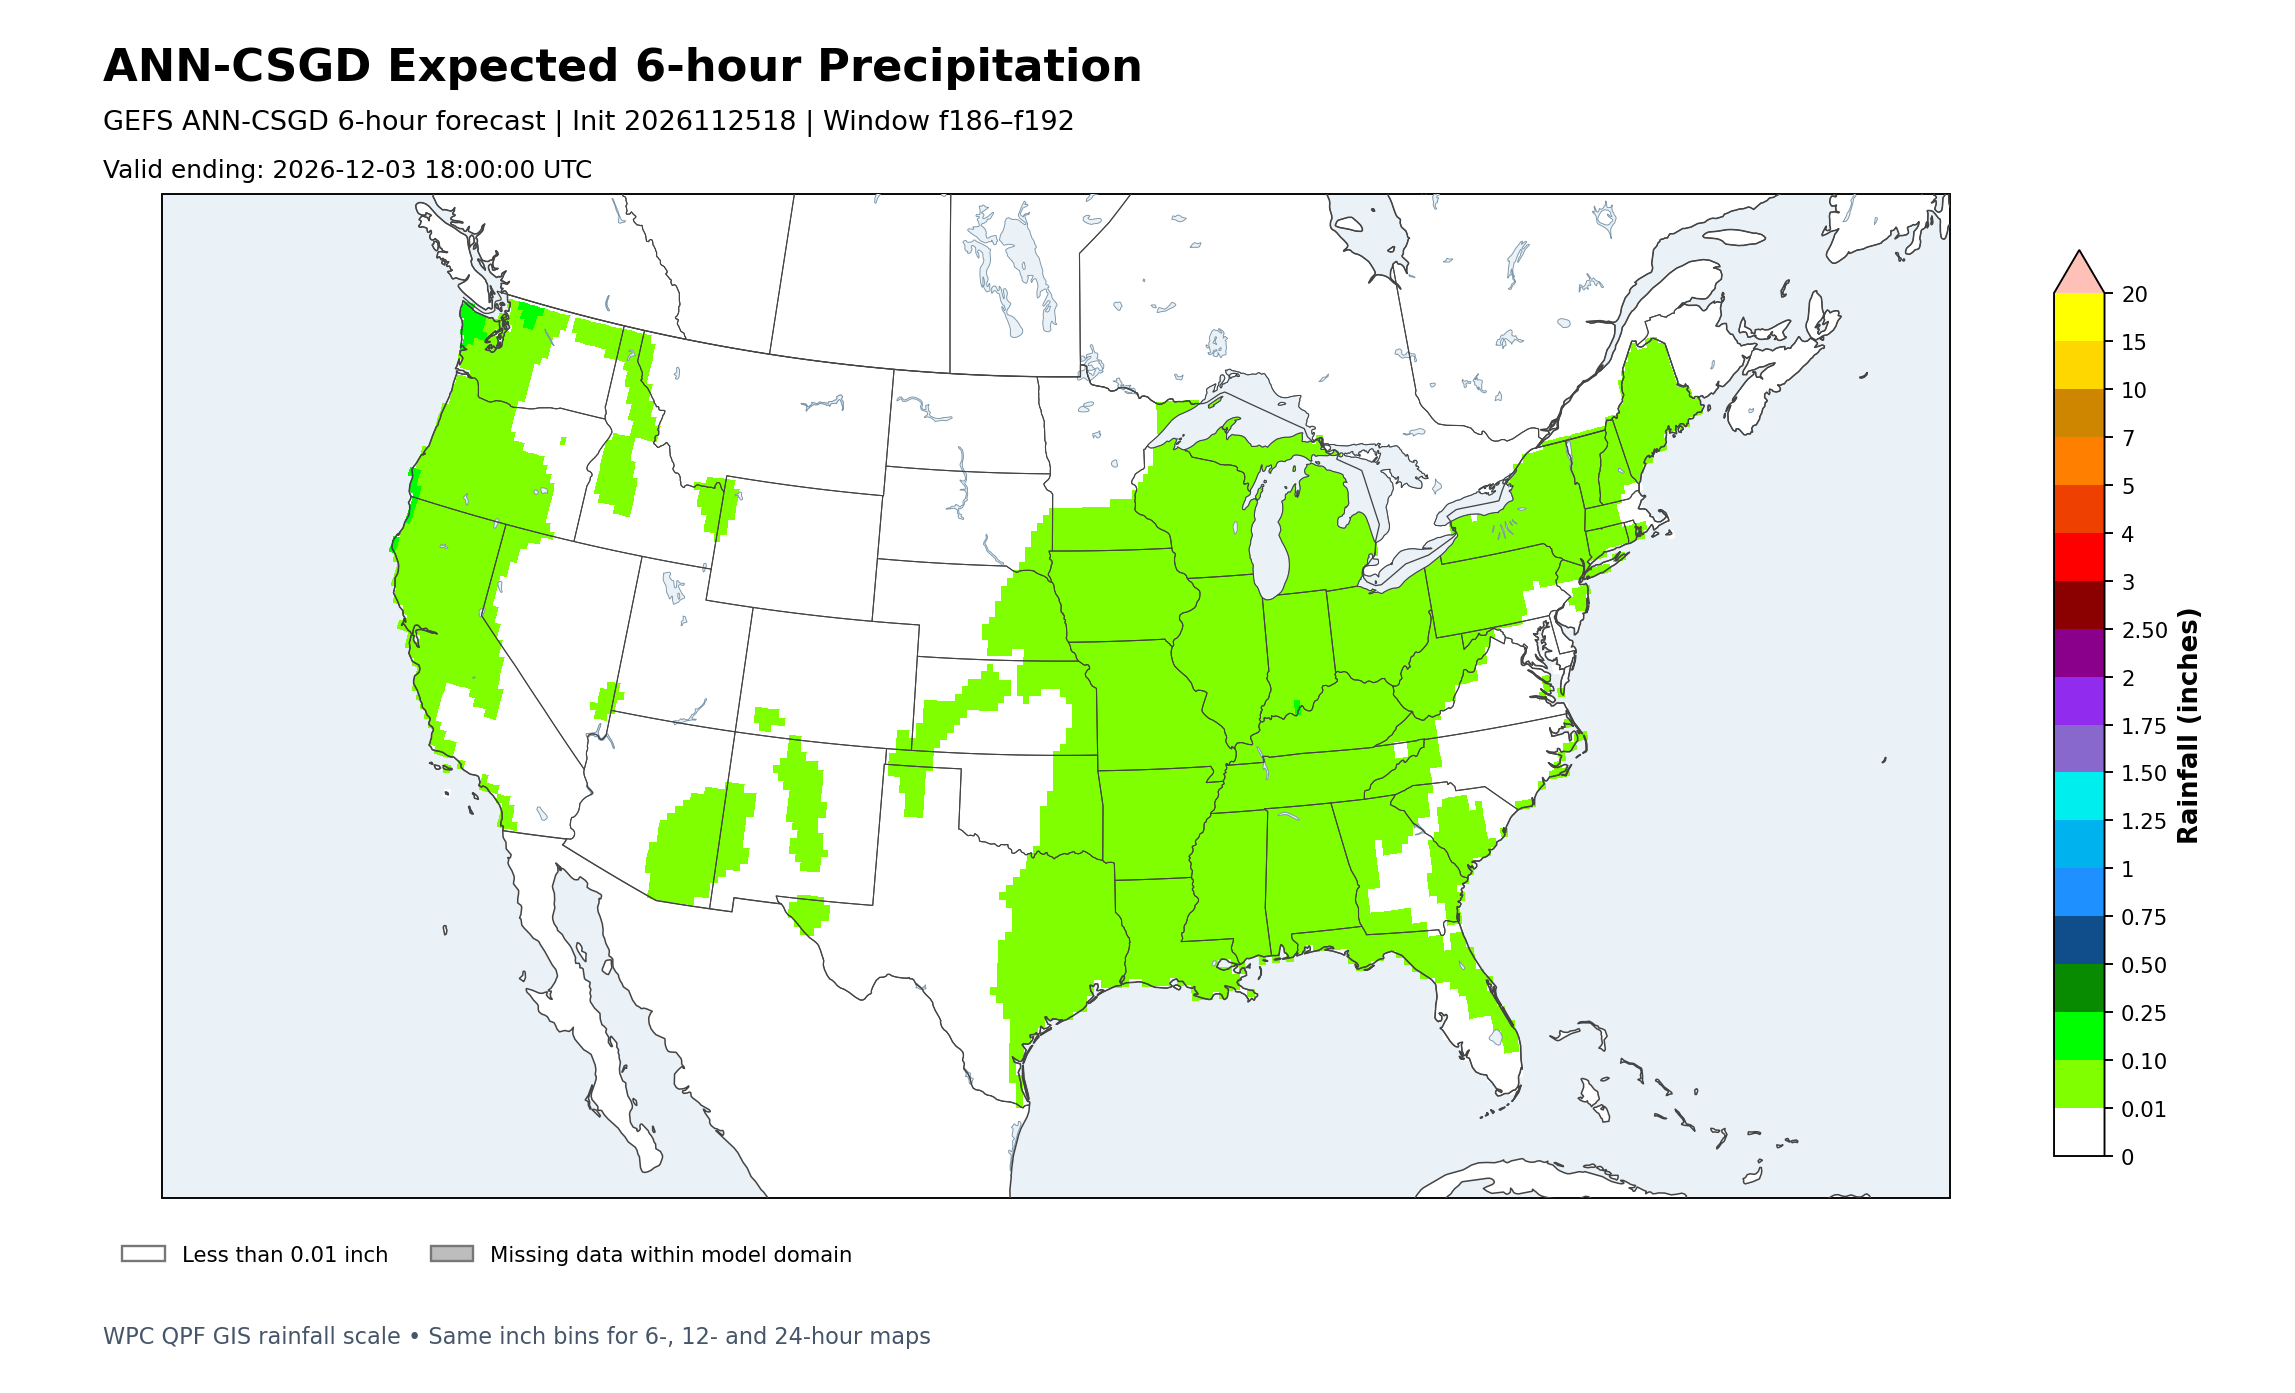 ANN-CSGD Expected 6-hour Precipitation
GEFS ANN-CSGD 6-hour forecast | Init 2026112518 | Window f186–f192
Valid ending: 2026-12-03 18:00:00 UTC
20
15
10
7
5
4
3
2.50
2
1.75
1.50
1.25
1
0.75
0.50
0.25
0.10
0.01
0
Rainfall (inches)
Less than 0.01 inch
Missing data within model domain
WPC QPF GIS rainfall scale • Same inch bins for 6-, 12- and 24-hour maps